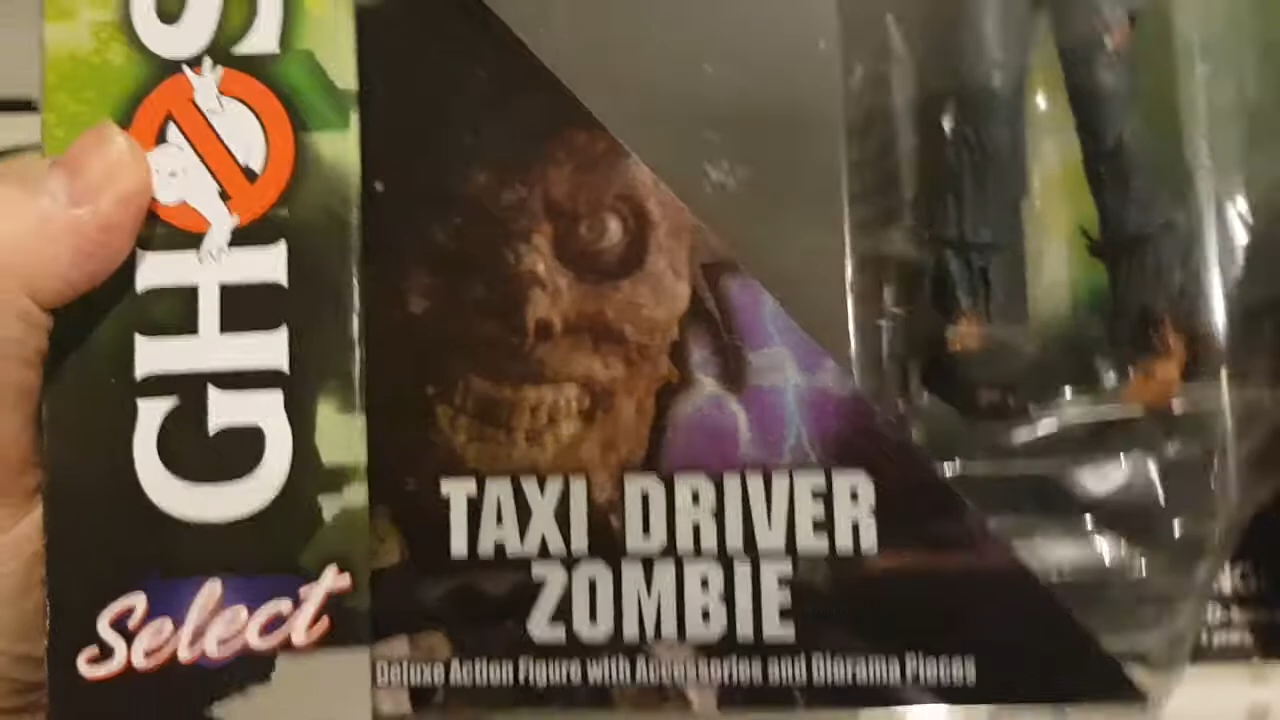 GHOS
Select
TAXI DRIVER
ZOMBIE
Deluxe Action Figure with Accessories and Diorama Pieces